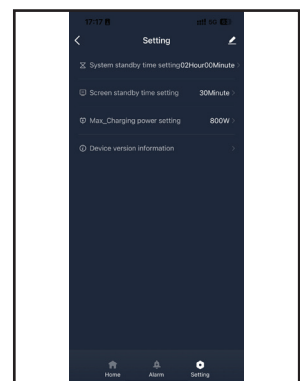 17:17
Setting
System standby time setting02Hour00Minute
Screen standby time setting 30Minute
Max_Charging power setting 800W
Device version information
Home Alarm Setting